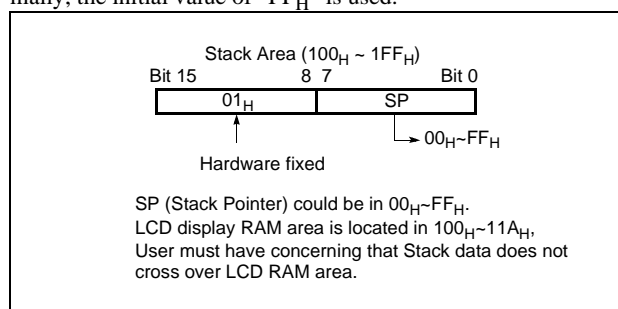 mally, the initial value of "FFH" is used.
Stack Area (100H ~ 1FFH)
Bit 15 8 7 Bit 0
01H SP
00H~FFH
Hardware fixed
SP (Stack Pointer) could be in 00H~FFH.
LCD display RAM area is located in 100H~11AH,
User must have concerning that Stack data does not
cross over LCD RAM area.